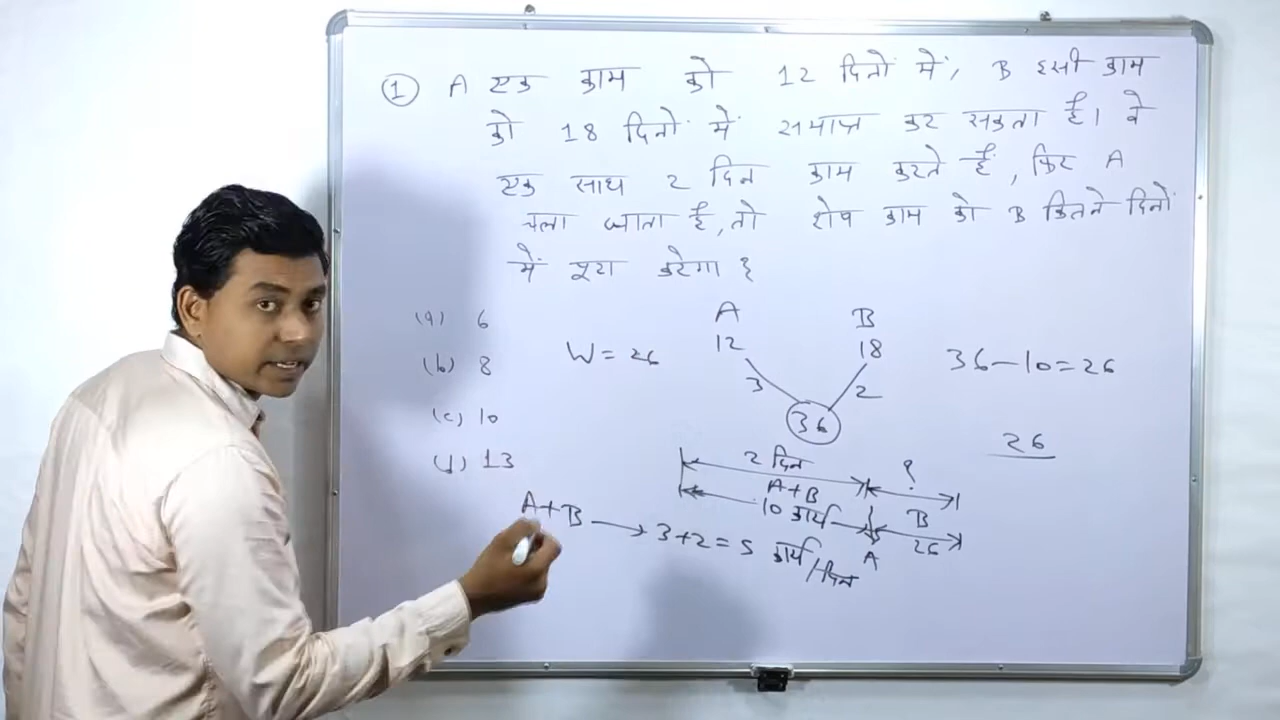 ① A एक काम को 12 दिनों में, B इसी काम
को 18 दिनों में समाप्त कर सकता है। वे
एक साथ 2 दिन काम करते हैं, फिर A
चला जाता है, तो शेष काम को B कितने दिनों
में पूरा करेगा ?
(a) 6
(b) 8
(c) 10
(d) 13
W = 26
A B
12 18
3 2
36
36 - 10 = 26
26
2 दिन ?
A+B B
10 कार्य 26
A
A+B → 3+2 = 5 कार्य/दिन